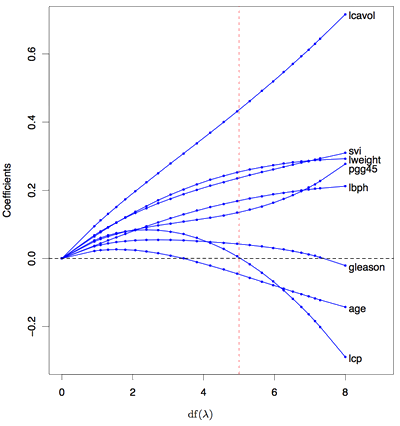 lcavol
0.6
0.4
svi
lweight
pgg45
0.2
lbph
Coefficients
0.0
gleason
age
−0.2
lcp
0 2 4 6 8
df(λ)